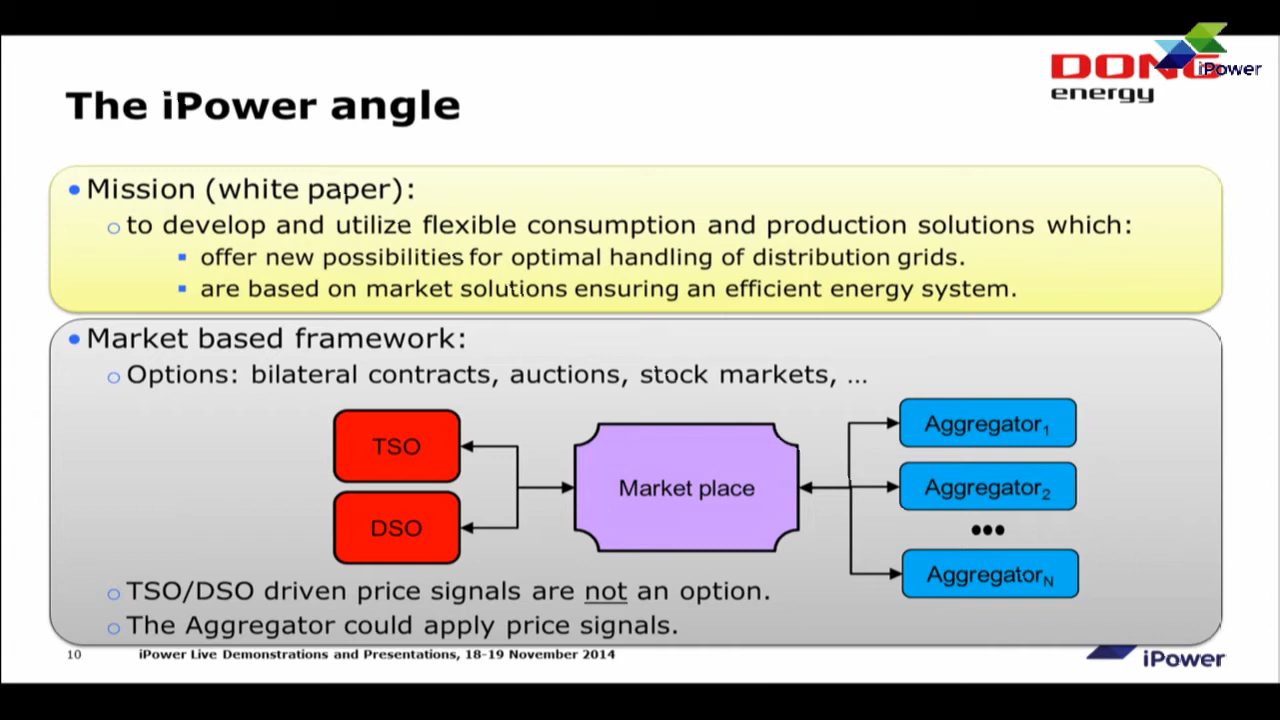 DONG
energy
iPower
The iPower angle
Mission (white paper):
to develop and utilize flexible consumption and production solutions which:
offer new possibilities for optimal handling of distribution grids.
are based on market solutions ensuring an efficient energy system.
Market based framework:
Options: bilateral contracts, auctions, stock markets, ...
TSO
DSO
Market place
Aggregator1
Aggregator2
•••
AggregatorN
TSO/DSO driven price signals are not an option.
The Aggregator could apply price signals.
10
iPower Live Demonstrations and Presentations, 18-19 November 2014
iPower